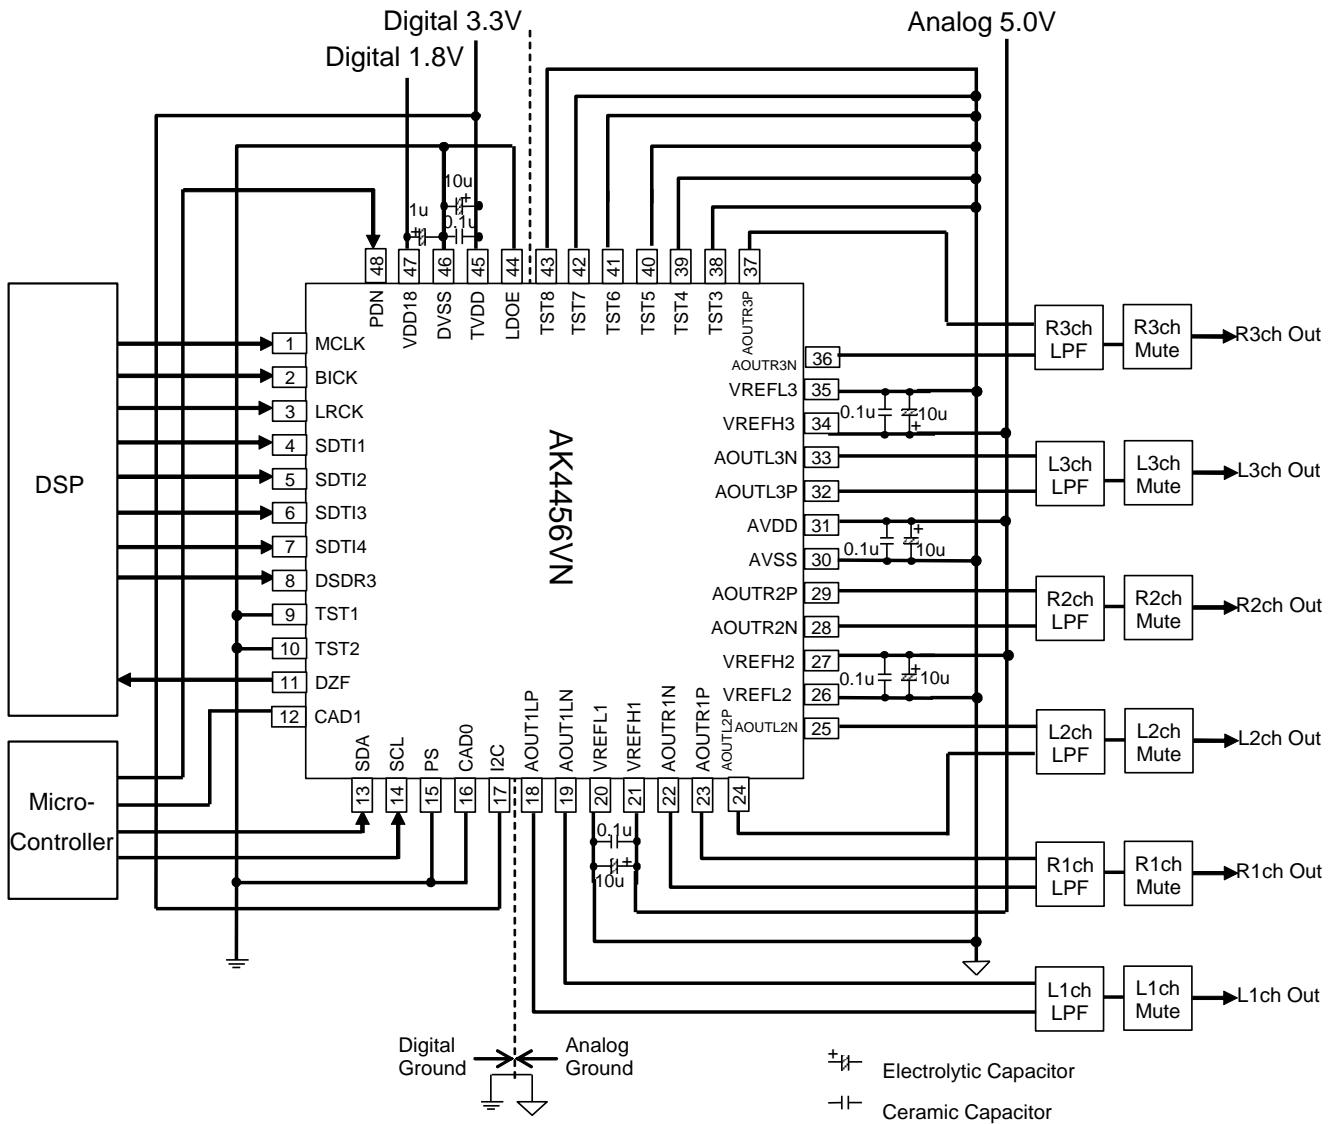 Digital 3.3V
Digital 1.8V
Analog 5.0V
10u
1u
0.1u
48
47
46
45
44
43
42
41
40
39
38
37
PDN
VDD18
DVSS
TVDD
LDOE
TST8
TST7
TST6
TST5
TST4
TST3
AOUTR3P
DSP
1 MCLK
2 BICK
3 LRCK
4 SDTI1
5 SDTI2
6 SDTI3
7 SDTI4
8 DSDR3
9 TST1
10 TST2
11 DZF
12 CAD1
AK4456VN
AOUTR3N 36
VREFL3 35
VREFH3 34
AOUTL3N 33
AOUTL3P 32
AVDD 31
AVSS 30
AOUTR2P 29
AOUTR2N 28
VREFH2 27
VREFL2 26
AOUTL2N 25
0.1u
10u
0.1u
10u
0.1u
10u
SDA
SCL
PS
CAD0
I2C
AOUT1LP
AOUT1LN
VREFL1
VREFH1
AOUTR1N
AOUTR1P
AOUTL2P
13
14
15
16
17
18
19
20
21
22
23
24
0.1u
10u
Micro-
Controller
R3ch
LPF
R3ch
Mute
R3ch Out
L3ch
LPF
L3ch
Mute
L3ch Out
R2ch
LPF
R2ch
Mute
R2ch Out
L2ch
LPF
L2ch
Mute
L2ch Out
R1ch
LPF
R1ch
Mute
R1ch Out
L1ch
LPF
L1ch
Mute
L1ch Out
Digital
Ground
Analog
Ground
Electrolytic Capacitor
Ceramic Capacitor